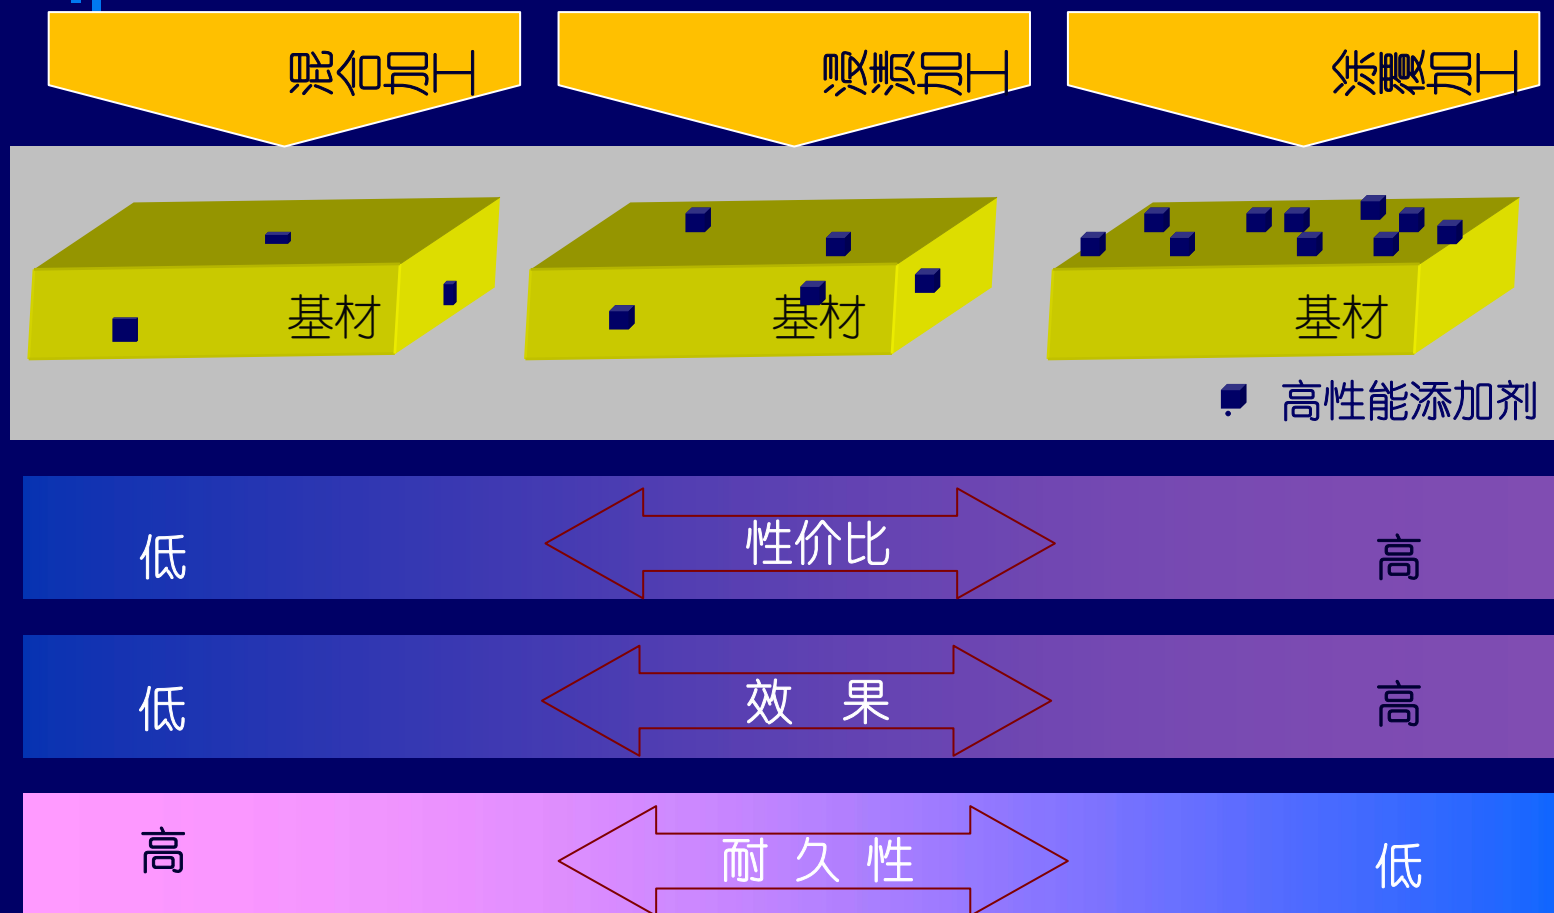 混合加工
浸渍加工
涂覆加工
基材
基材
基材
高性能添加剂
低
性价比
高
低
效 果
高
高
耐 久 性
低